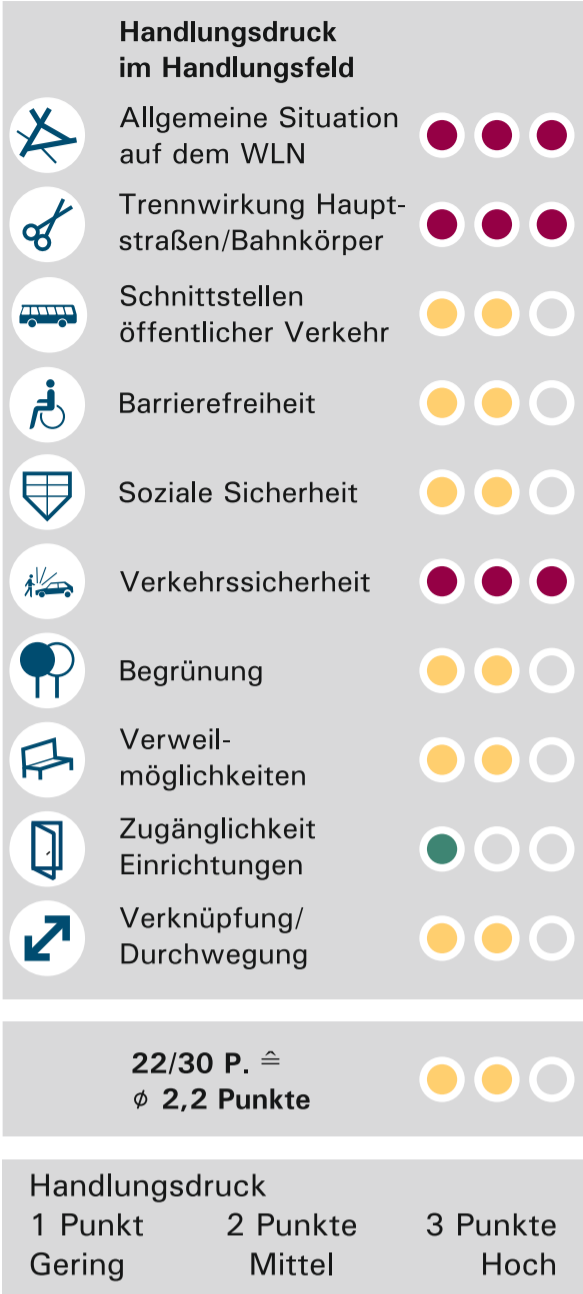 Handlungsdruck
im Handlungsfeld
Allgemeine Situation
auf dem WLN
Trennwirkung Haupt-
straßen/Bahnkörper
Schnittstellen
öffentlicher Verkehr
Barrierefreiheit
Soziale Sicherheit
Verkehrssicherheit
Begrünung
Verweil-
möglichkeiten
Zugänglichkeit
Einrichtungen
Verknüpfung/
Durchwegung
22/30 P. ≙
ø 2,2 Punkte
Handlungsdruck
1 Punkt 2 Punkte 3 Punkte
Gering Mittel Hoch